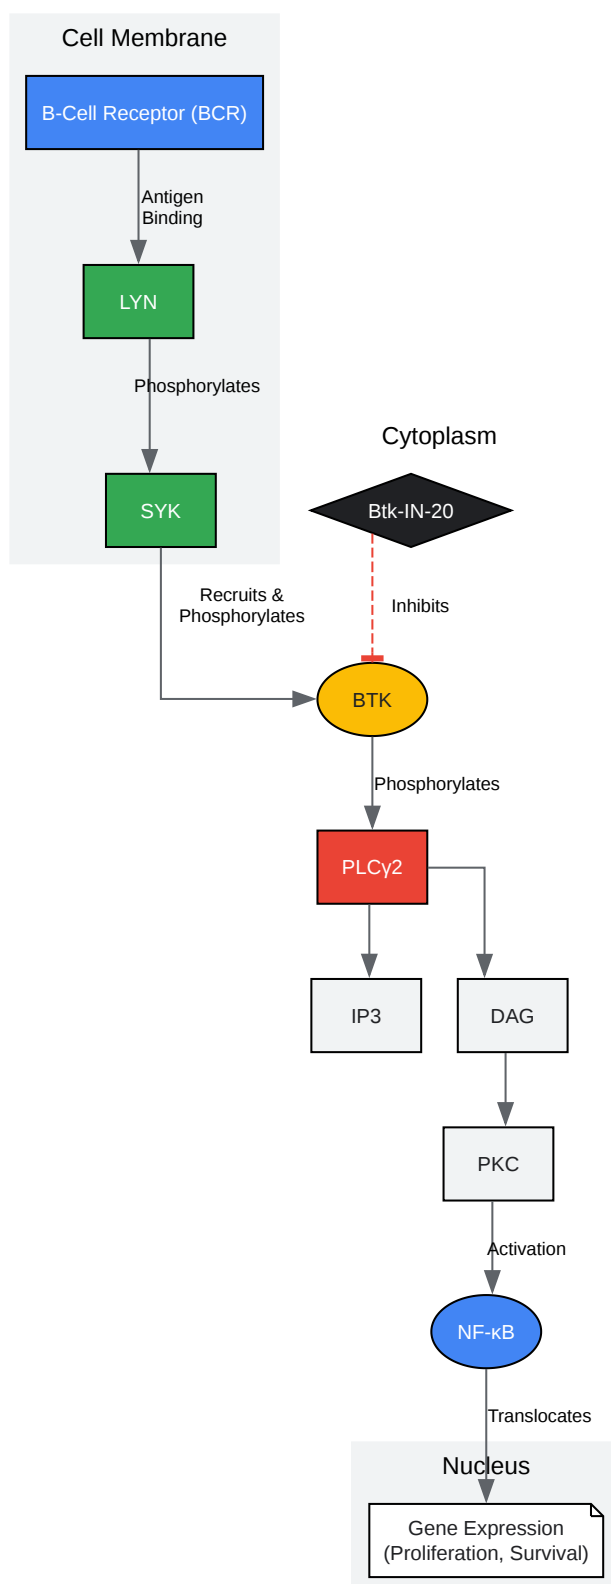 Cell Membrane
B-Cell Receptor (BCR)
Antigen
Binding
LYN
Phosphorylates
Cytoplasm
SYK
Btk-IN-20
Recruits &
Phosphorylates
Inhibits
BTK
Phosphorylates
PLCγ2
IP3
DAG
PKC
Activation
NF-κB
Translocates
Nucleus
Gene Expression
(Proliferation, Survival)